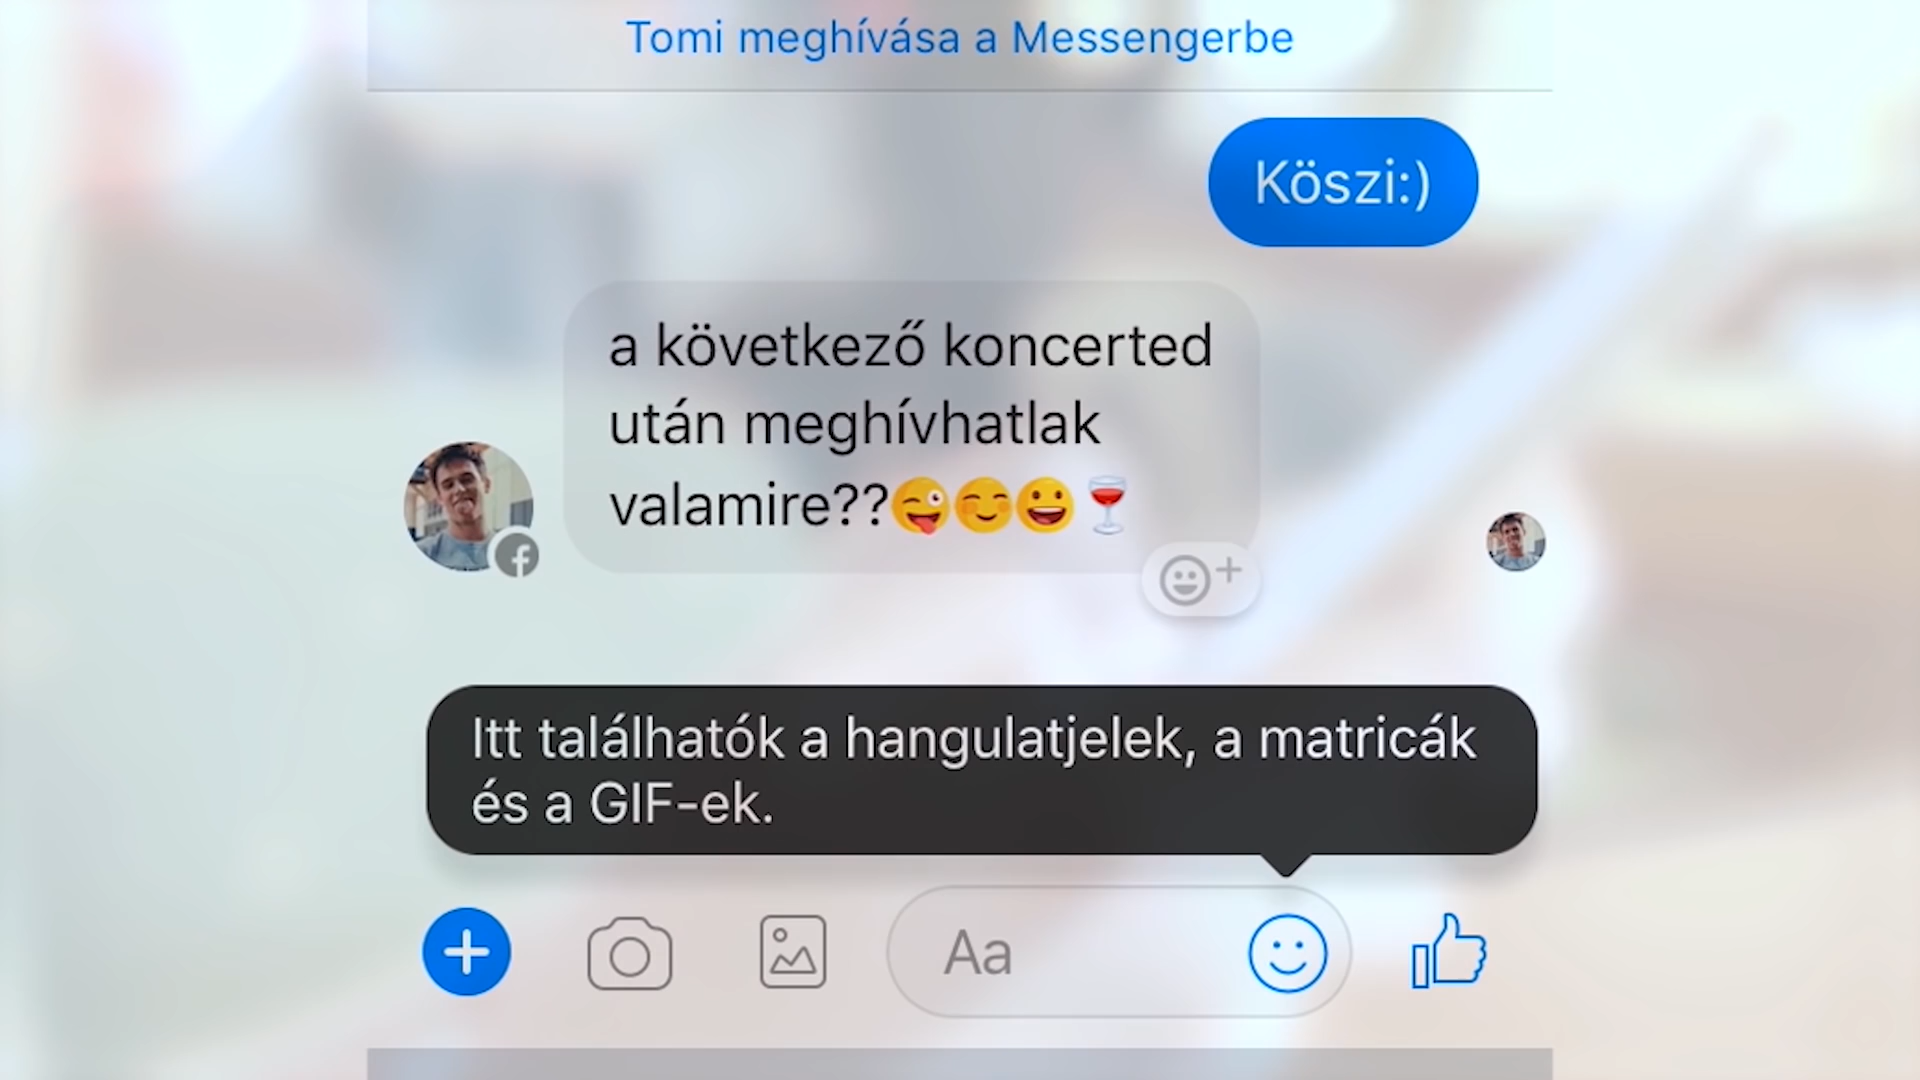 Tomi meghívása a Messengerbe
Köszi:)
a következő koncerted
után meghívhatlak
valamire??😜😊😃🍷
Itt találhatók a hangulatjelek, a matricák
és a GIF-ek.
Aa